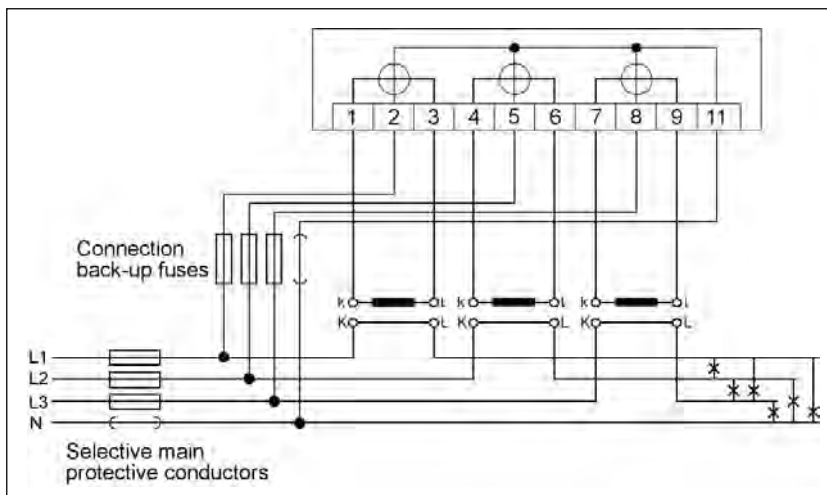 1 2 3 4 5 6 7 8 9 11
Connection
back-up fuses
k l k l k l
K L K L K L
L1
L2
L3
N
Selective main
protective conductors